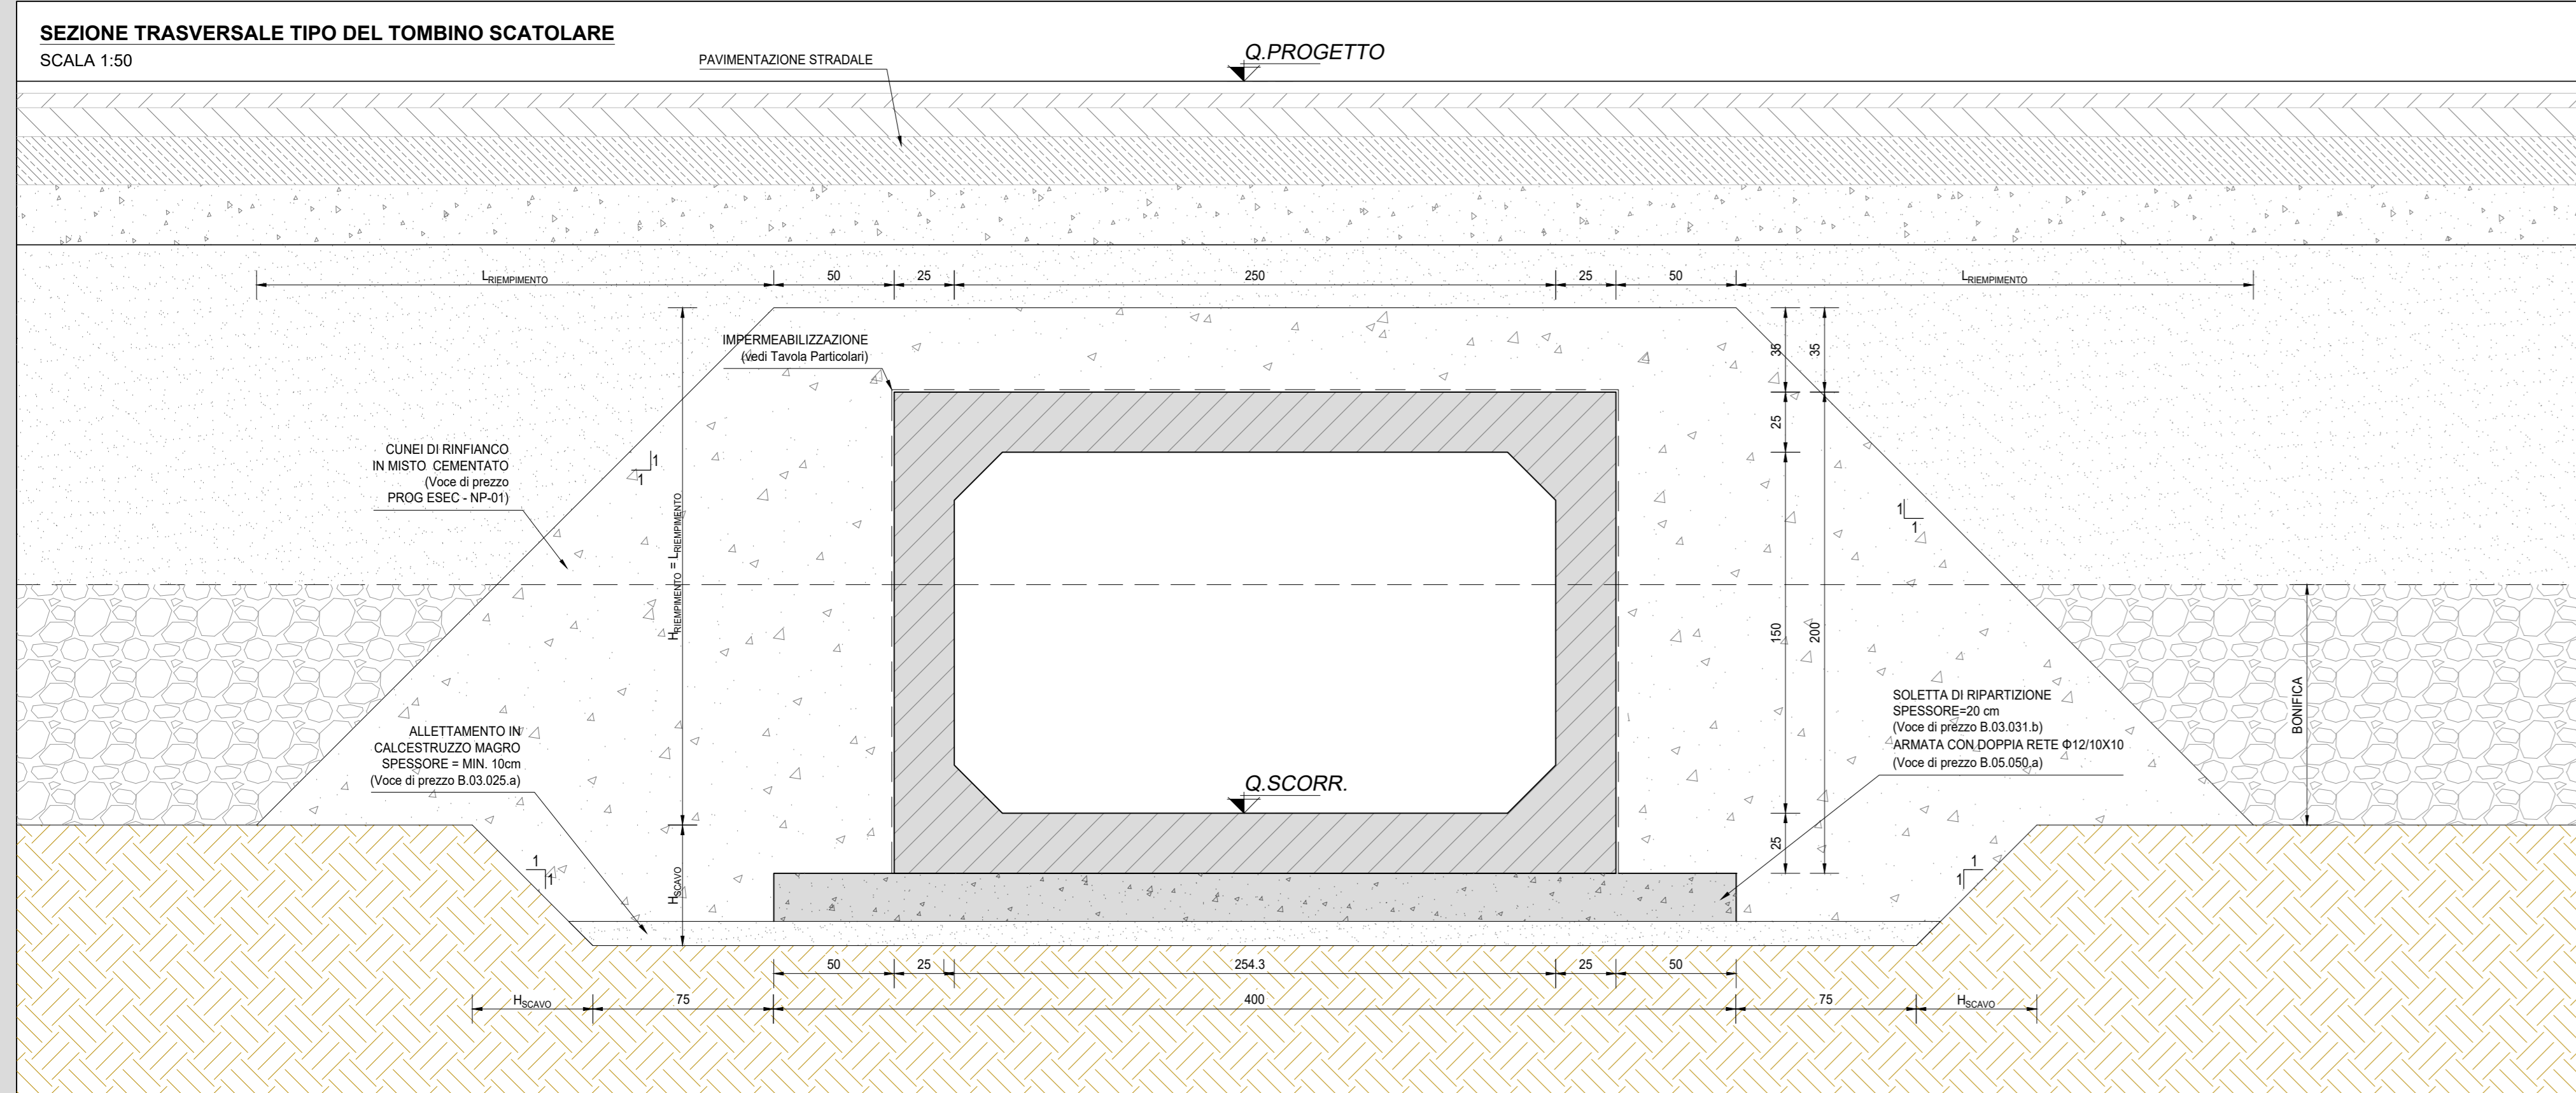 SEZIONE TRASVERSALE TIPO DEL TOMBINO SCATOLARE
SCALA 1:50
PAVIMENTAZIONE STRADALE
Q.PROGETTO
LRIEMPIMENTO
50
25
250
25
50
LRIEMPIMENTO
IMPERMEABILIZZAZIONE
(vedi Tavola Particolari)
35
35
25
CUNEI DI RINFIANCO
IN MISTO CEMENTATO
(Voce di prezzo
PROG ESEC - NP-01)
1
1
1
1
HRIEMPIMENTO = LRIEMPIMENTO
150
200
BONIFICA
SOLETTA DI RIPARTIZIONE
SPESSORE=20 cm
(Voce di prezzo B.03.031.b)
ARMATA CON DOPPIA RETE Φ12/10X10
(Voce di prezzo B.05.050.a)
ALLETTAMENTO IN
CALCESTRUZZO MAGRO
SPESSORE = MIN. 10cm
(Voce di prezzo B.03.025.a)
Q.SCORR.
25
1
1
1
1
HSCAVO
50
25
254.3
25
50
HSCAVO
75
400
75
HSCAVO